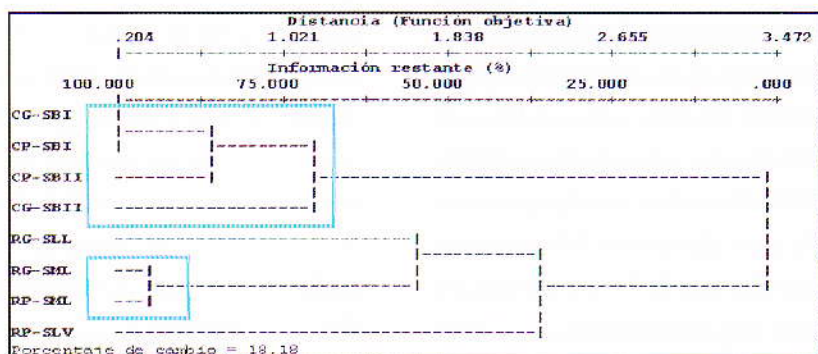 Distancia (Función objetiva)
.204 1.021 1.838 2.655 3.472
Información restante (%)
100.000 75.000 50.000 25.000 .000
CG-SBI
CP-SBI
CP-SBII
CG-SBII
RG-SLL
RG-SML
RP-SML
RP-SLV
Porcentaje de cambio = 18.18